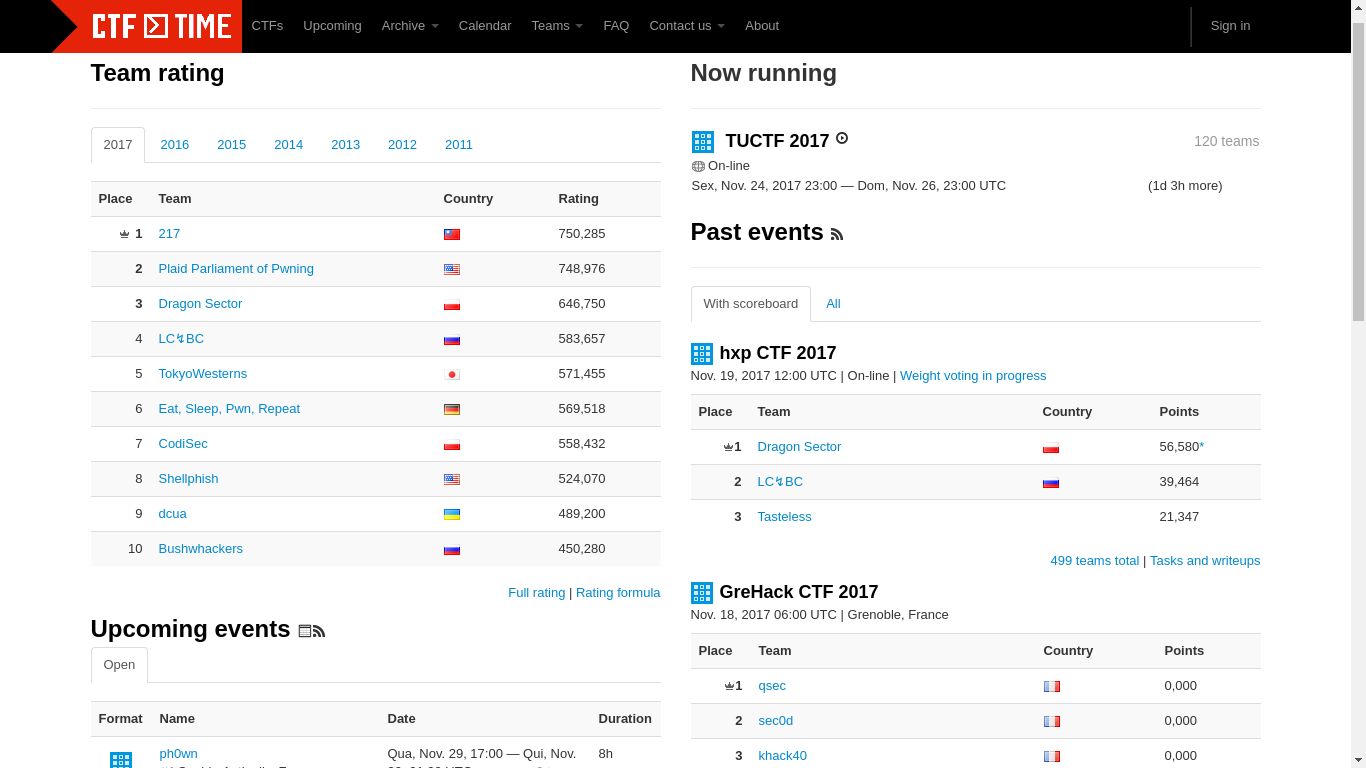 CTF TIME
CTFs Upcoming Archive Calendar Teams FAQ Contact us About Sign in
Team rating
2017 2016 2015 2014 2013 2012 2011
Place Team Country Rating
1 217 750,285
2 Plaid Parliament of Pwning 748,976
3 Dragon Sector 646,750
4 LC↯BC 583,657
5 TokyoWesterns 571,455
6 Eat, Sleep, Pwn, Repeat 569,518
7 CodiSec 558,432
8 Shellphish 524,070
9 dcua 489,200
10 Bushwhackers 450,280
Full rating | Rating formula
Upcoming events
Open
Format Name Date Duration
ph0wn Qua, Nov. 29, 17:00 — Qui, Nov. 8h
Now running
TUCTF 2017 120 teams
On-line
Sex, Nov. 24, 2017 23:00 — Dom, Nov. 26, 23:00 UTC (1d 3h more)
Past events
With scoreboard All
hxp CTF 2017
Nov. 19, 2017 12:00 UTC | On-line | Weight voting in progress
Place Team Country Points
1 Dragon Sector 56,580*
2 LC↯BC 39,464
3 Tasteless 21,347
499 teams total | Tasks and writeups
GreHack CTF 2017
Nov. 18, 2017 06:00 UTC | Grenoble, France
Place Team Country Points
1 qsec 0,000
2 sec0d 0,000
3 khack40 0,000